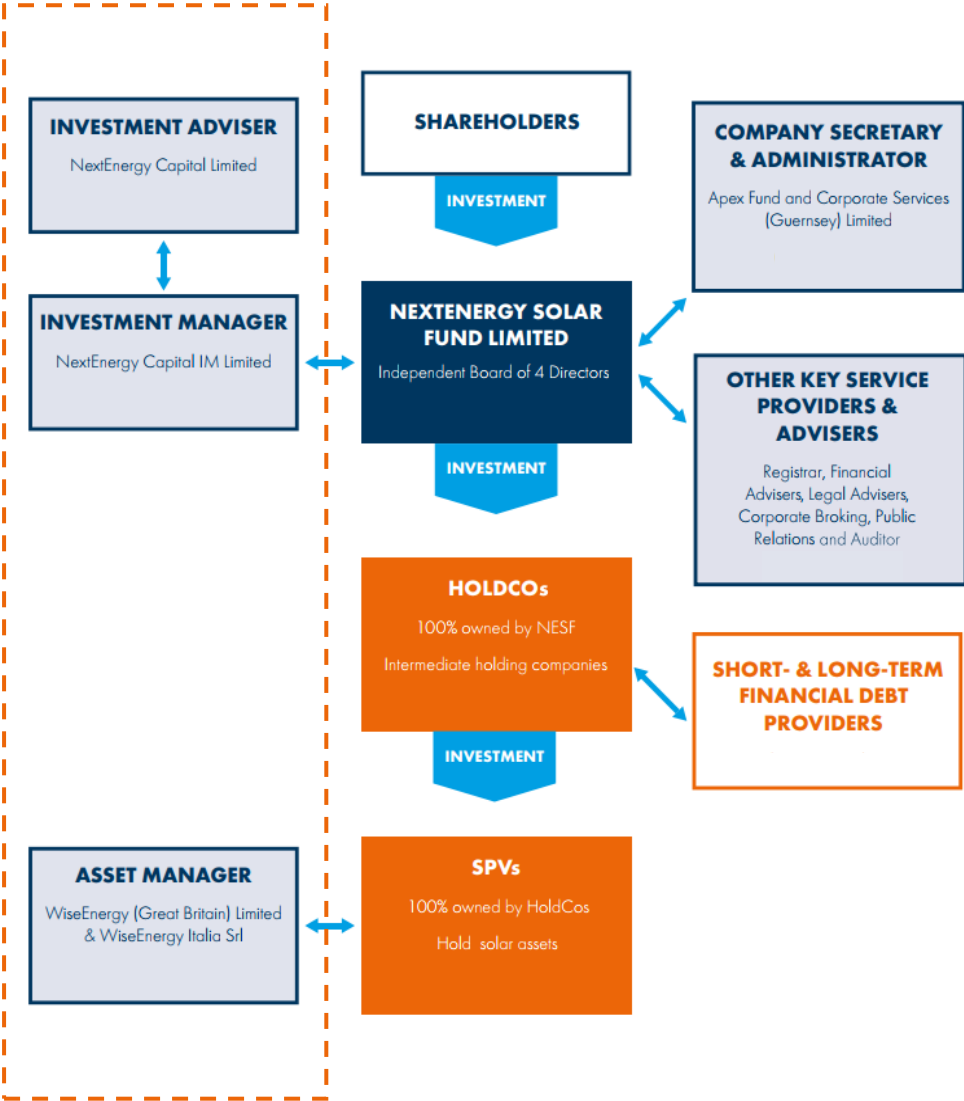 INVESTMENT ADVISER
NextEnergy Capital Limited
INVESTMENT MANAGER
NextEnergy Capital IM Limited
ASSET MANAGER
WiseEnergy (Great Britain) Limited
& WiseEnergy Italia Srl
SHAREHOLDERS
INVESTMENT
NEXTENERGY SOLAR
FUND LIMITED
Independent Board of 4 Directors
INVESTMENT
HOLDCOs
100% owned by NESF
Intermediate holding companies
INVESTMENT
SPVs
100% owned by HoldCos
Hold solar assets
COMPANY SECRETARY
& ADMINISTRATOR
Apex Fund and Corporate Services
(Guernsey) Limited
OTHER KEY SERVICE
PROVIDERS &
ADVISERS
Registrar, Financial
Advisers, Legal Advisers,
Corporate Broking, Public
Relations and Auditor
SHORT- & LONG-TERM
FINANCIAL DEBT
PROVIDERS